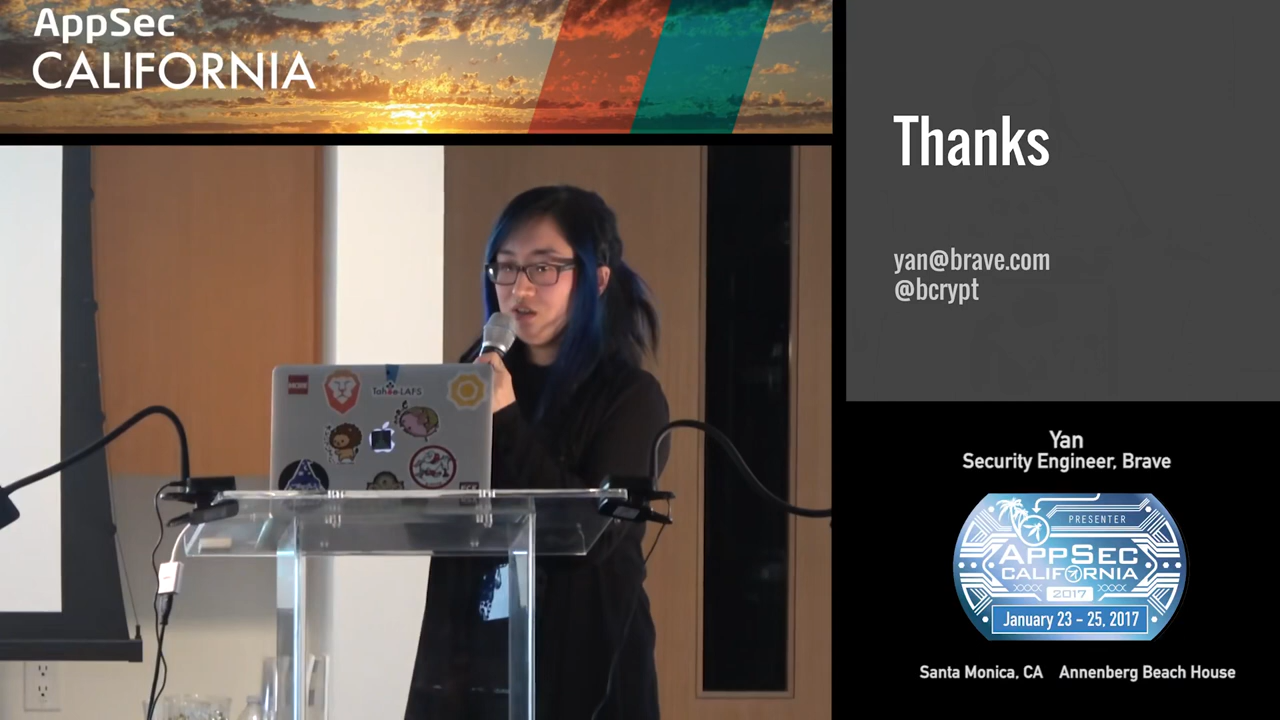 AppSec
CALIFORNIA
Thanks
yan@brave.com
@bcrypt
Tahoe-LAFS
Yan
Security Engineer, Brave
PRESENTER
APPSEC
CALIFORNIA
2017
January 23 – 25, 2017
Santa Monica, CA Annenberg Beach House